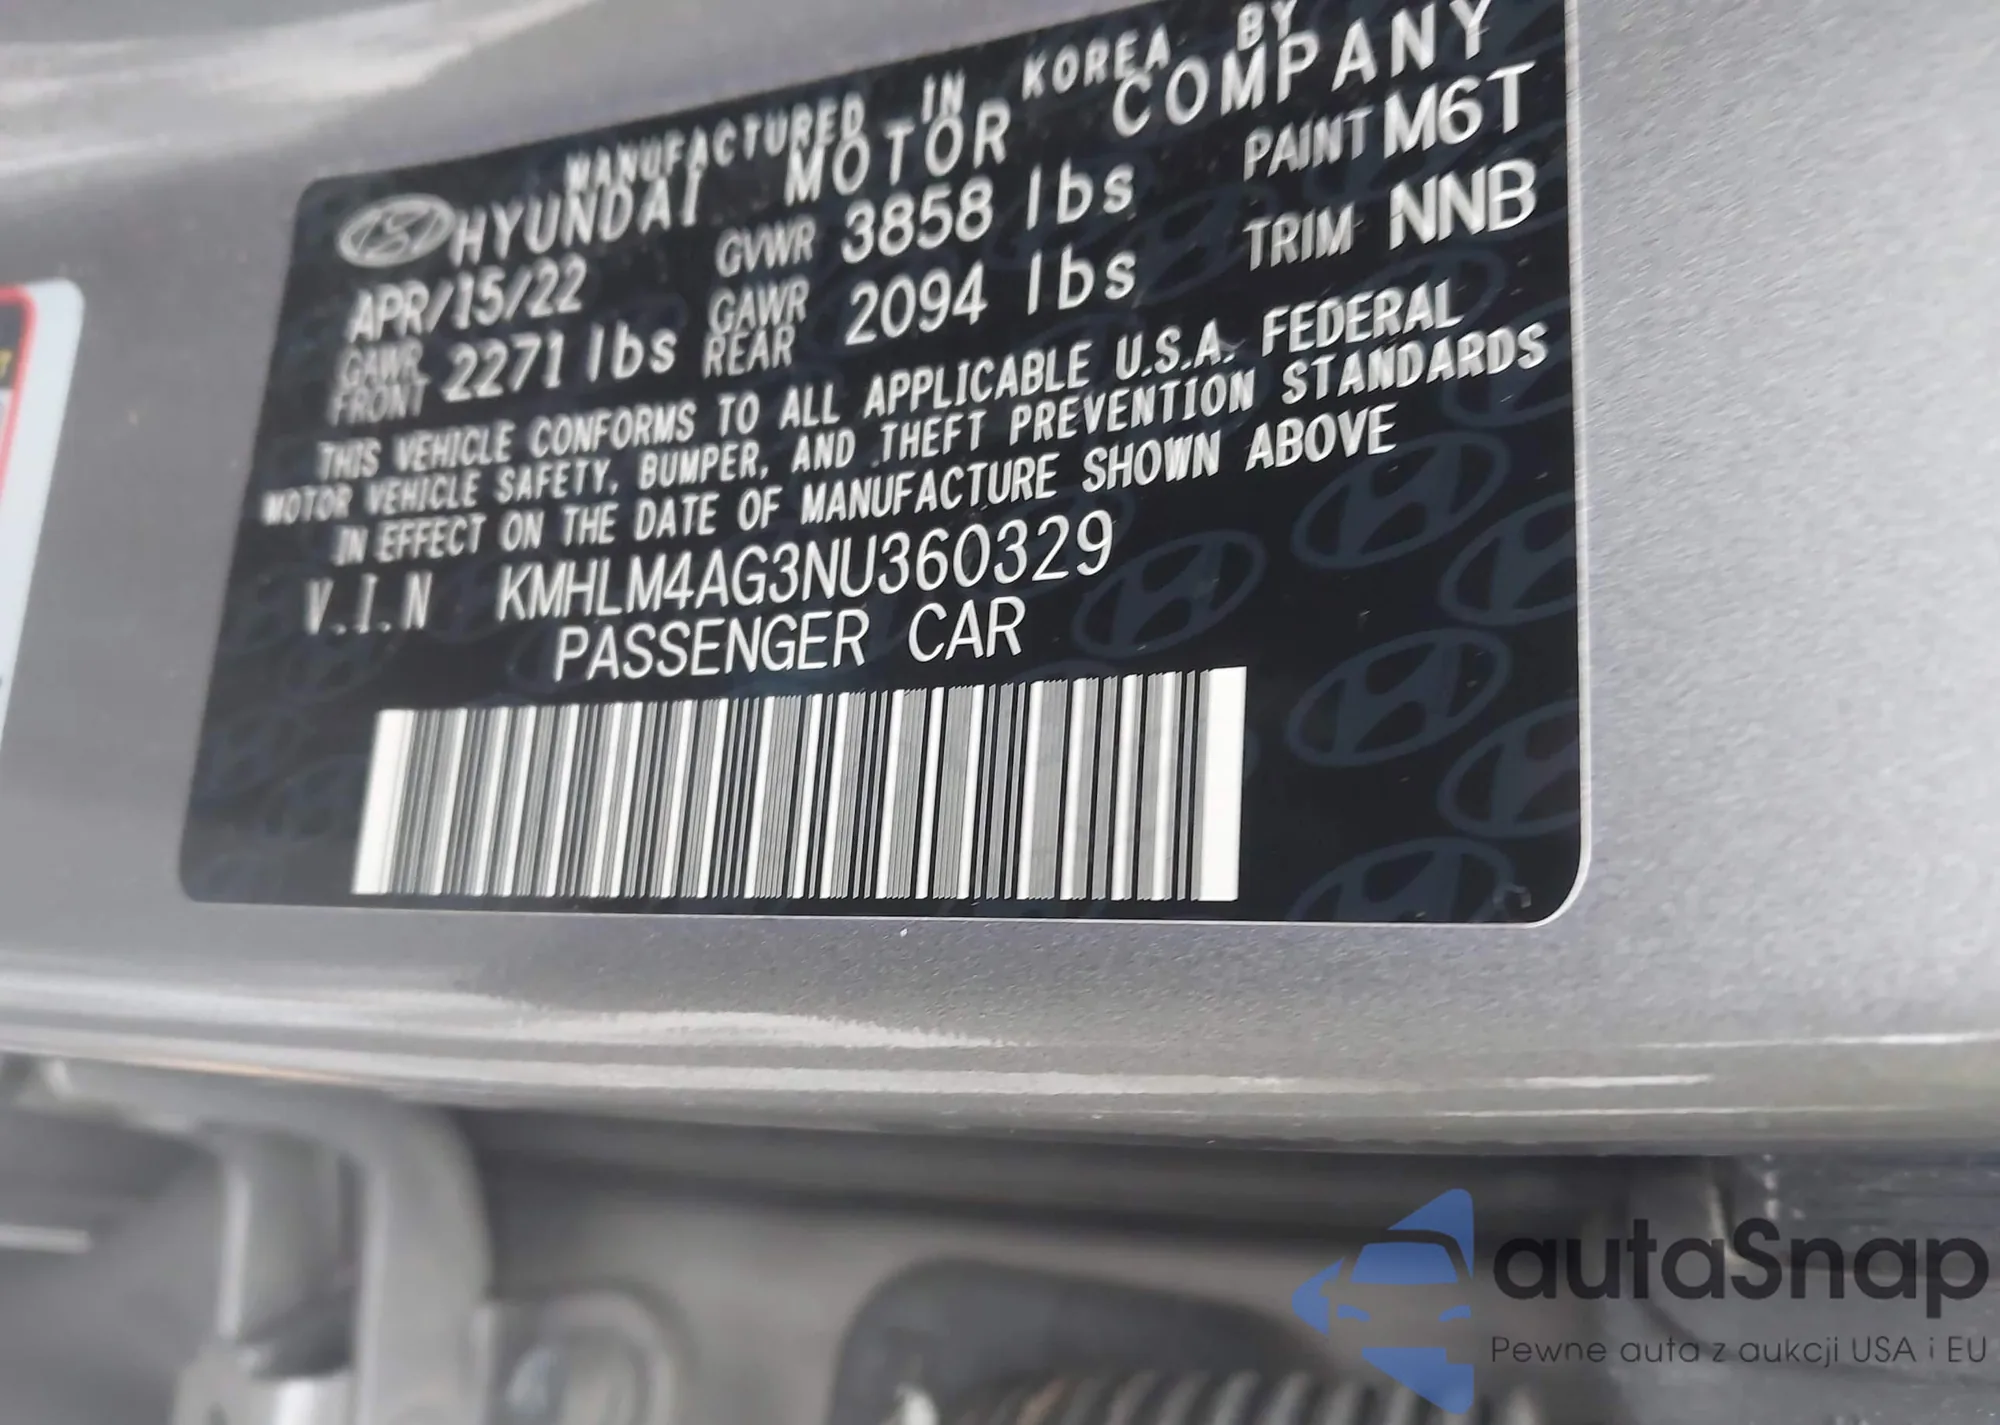 MANUFACTURED IN KOREA BY
HYUNDAI MOTOR COMPANY
APR/15/22 GVWR 3858 lbs PAINT M6T
GAWR FRONT 2271 lbs GAWR REAR 2094 lbs TRIM NNB
THIS VEHICLE CONFORMS TO ALL APPLICABLE U.S.A. FEDERAL
MOTOR VEHICLE SAFETY, BUMPER, AND THEFT PREVENTION STANDARDS
IN EFFECT ON THE DATE OF MANUFACTURE SHOWN ABOVE
V.I.N KMHLM4AG3NU360329
PASSENGER CAR
autaSnap
Pewne auta z aukcji USA i EU